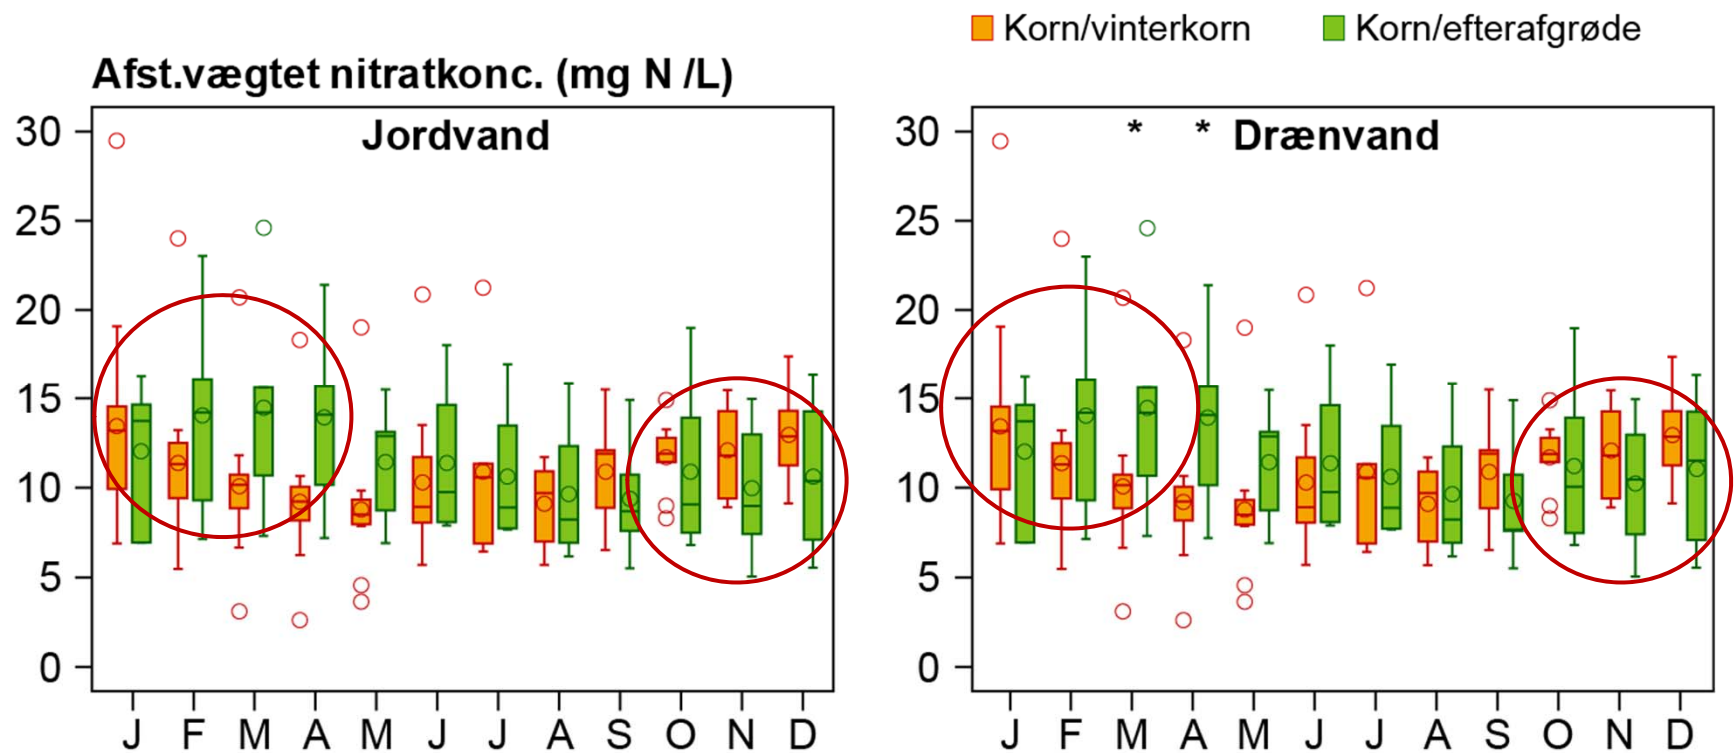 Korn/vinterkorn Korn/efterafgrøde
Afst.vægtet nitratkonc. (mg N /L)
Jordvand
30
25
20
15
10
5
0
J F M A M J J A S O N D
* * Drænvand
30
25
20
15
10
5
0
J F M A M J J A S O N D